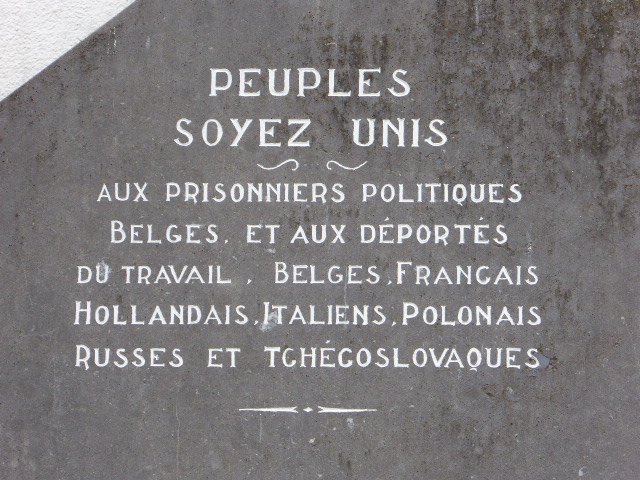 PEUPLES
SOYEZ UNIS
AUX PRISONNIERS POLITIQUES
BELGES. ET AUX DÉPORTÉS
DU TRAVAIL, BELGES, FRANCAIS
HOLLANDAIS, ITALIENS, POLONAIS
RUSSES ET TCHÉCOSLOVAQUES